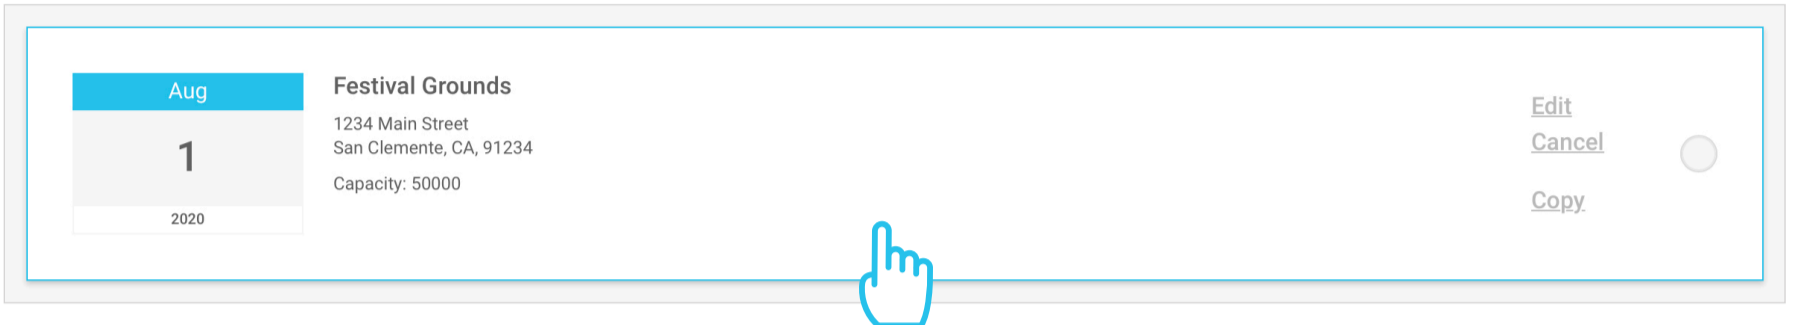 Aug
1
2020
Festival Grounds
1234 Main Street
San Clemente, CA, 91234
Capacity: 50000
Edit
Cancel
Copy